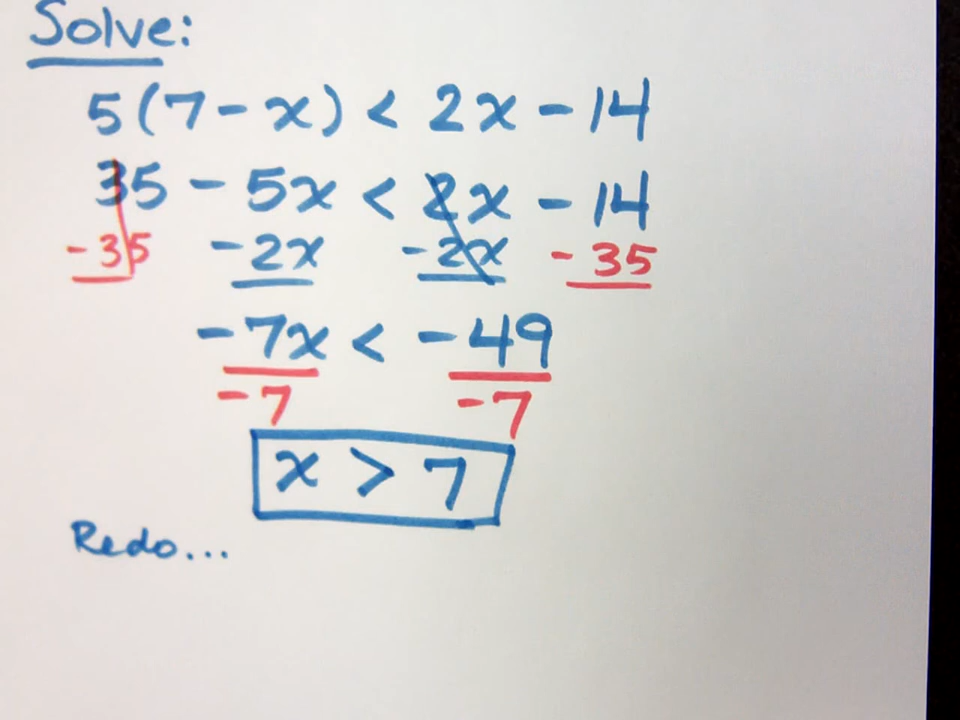 Solve:
5(7 - x) < 2x - 14
35 - 5x < 2x - 14
-35 -2x -2x -35
-7x < -49
-7 -7
x > 7
Redo...